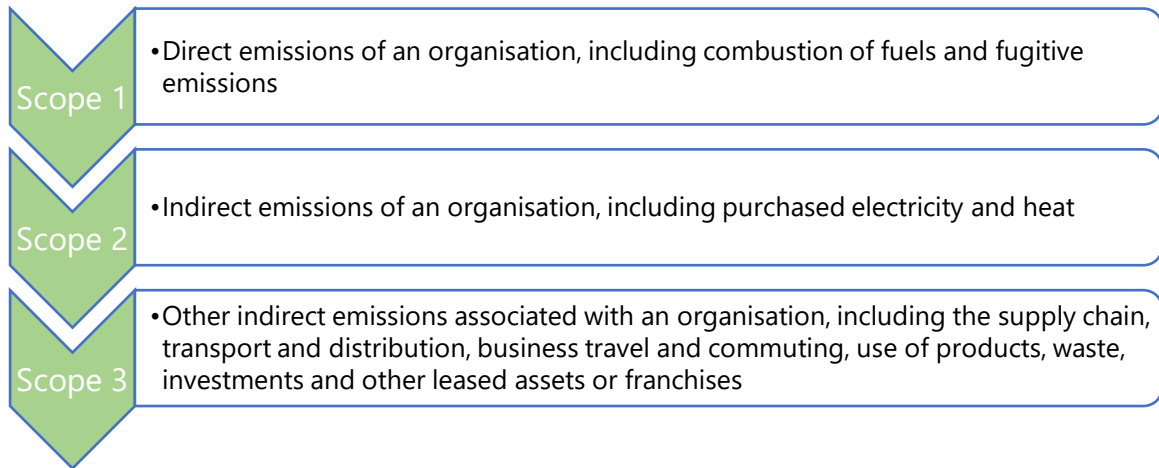 Scope 1
•Direct emissions of an organisation, including combustion of fuels and fugitive
emissions
Scope 2
•Indirect emissions of an organisation, including purchased electricity and heat
Scope 3
•Other indirect emissions associated with an organisation, including the supply chain,
transport and distribution, business travel and commuting, use of products, waste,
investments and other leased assets or franchises